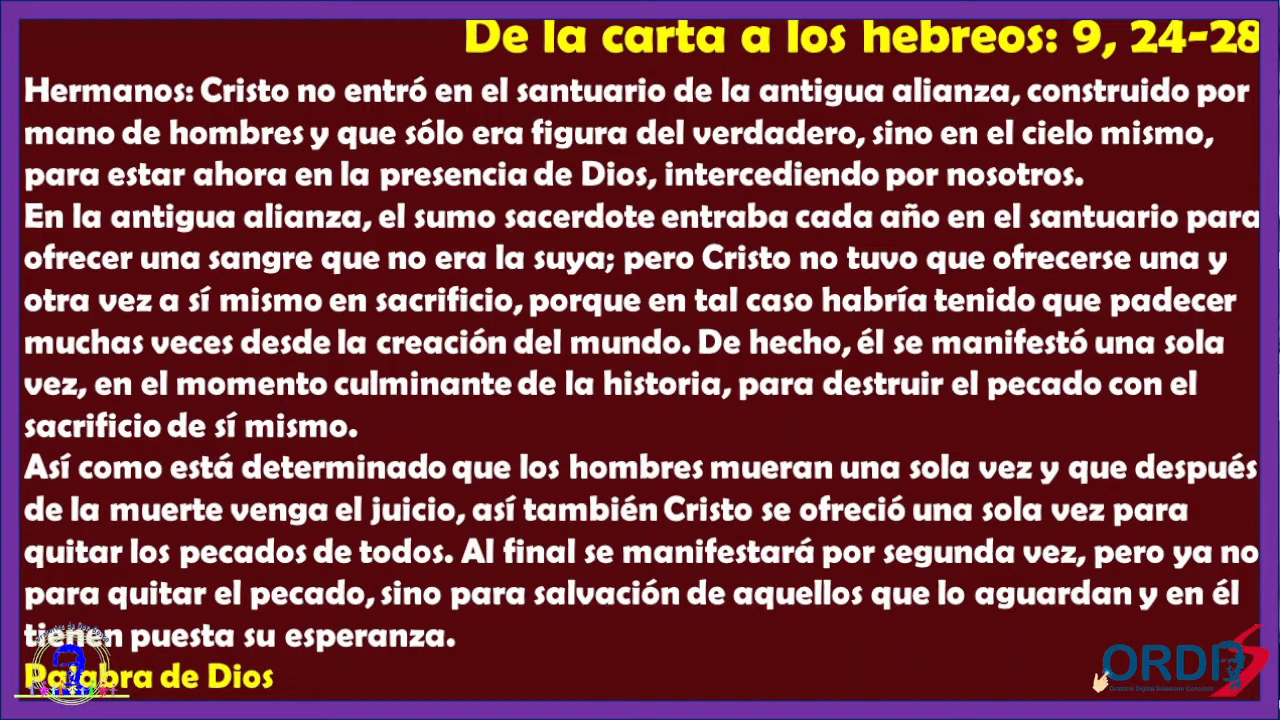 De la carta a los hebreos: 9, 24-28
Hermanos: Cristo no entró en el santuario de la antigua alianza, construido por
mano de hombres y que sólo era figura del verdadero, sino en el cielo mismo,
para estar ahora en la presencia de Dios, intercediendo por nosotros.
En la antigua alianza, el sumo sacerdote entraba cada año en el santuario para
ofrecer una sangre que no era la suya; pero Cristo no tuvo que ofrecerse una y
otra vez a sí mismo en sacrificio, porque en tal caso habría tenido que padecer
muchas veces desde la creación del mundo. De hecho, él se manifestó una sola
vez, en el momento culminante de la historia, para destruir el pecado con el
sacrificio de sí mismo.
Así como está determinado que los hombres mueran una sola vez y que después
de la muerte venga el juicio, así también Cristo se ofreció una sola vez para
quitar los pecados de todos. Al final se manifestará por segunda vez, pero ya no
para quitar el pecado, sino para salvación de aquellos que lo aguardan y en él
tienen puesta su esperanza.
Palabra de Dios